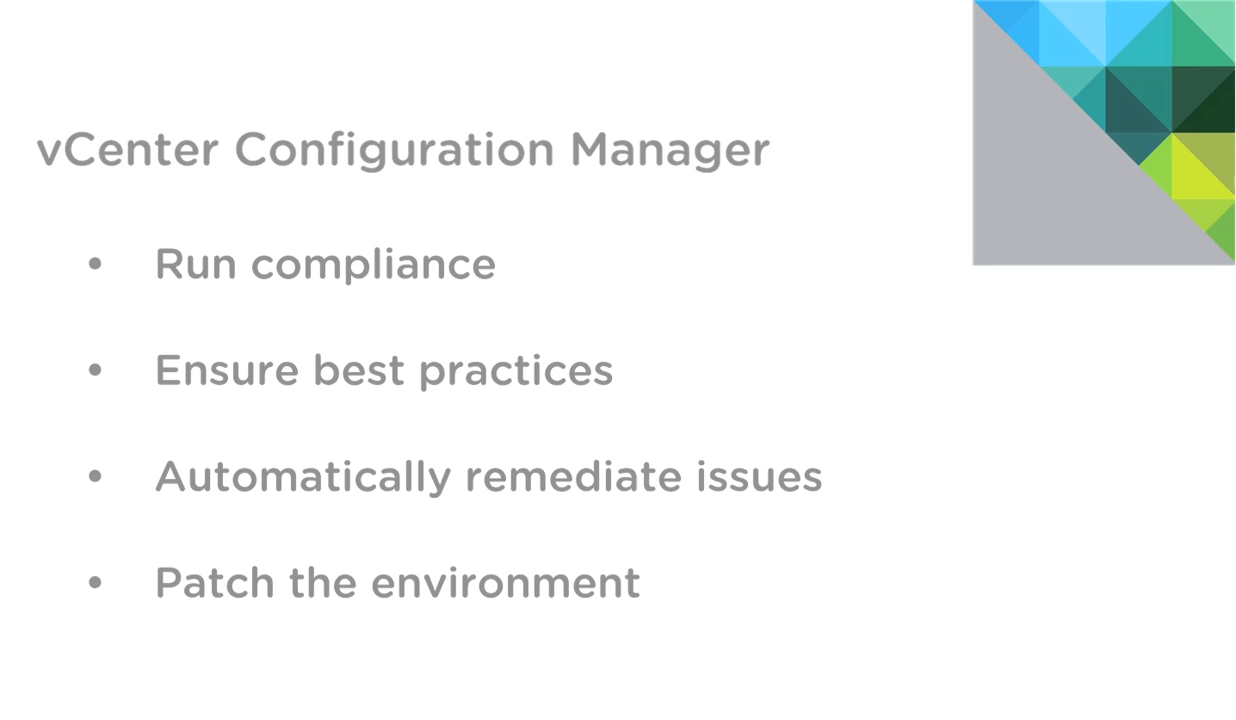 vCenter Configuration Manager
• Run compliance
• Ensure best practices
• Automatically remediate issues
• Patch the environment